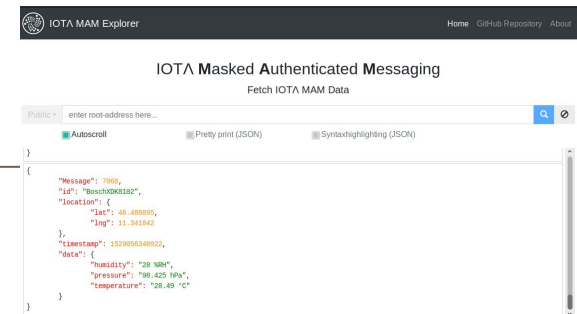 IOTΛ MAM Explorer
Home GitHub Repository About
IOTΛ Masked Authenticated Messaging
Fetch IOTΛ MAM Data
Public enter root-address here...
Autoscroll Pretty print (JSON) Syntaxhighlighting (JSON)
}
{
"Message": 7068,
"id": "BoschXDK8102",
"location": {
"lat": 46.480895,
"lng": 11.341842
},
"timestamp": 1529056340922,
"data": {
"humidity": "28 %RH",
"pressure": "98.425 hPa",
"temperature": "28.49 °C"
}
}